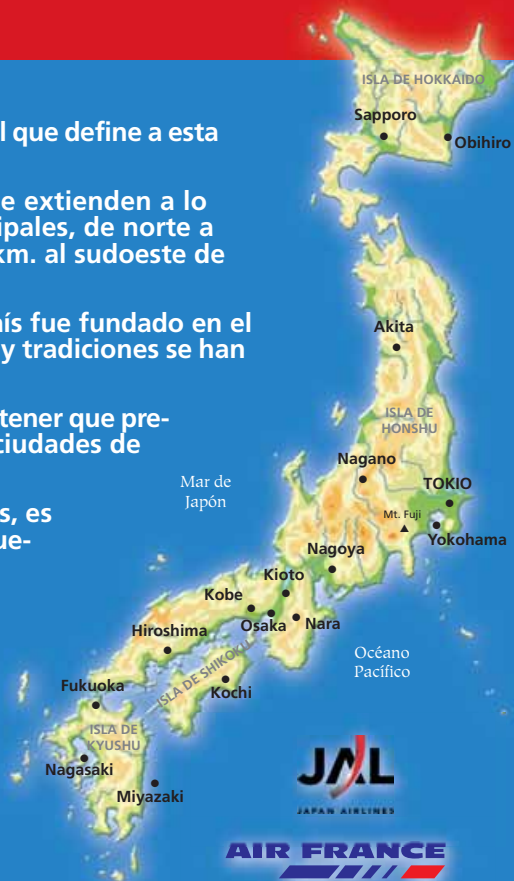 l que define a esta
e extienden a lo
ipales, de norte a
km. al sudoeste de
ís fue fundado en el
y tradiciones se han
tener que pre-
ciudades de
s, es
ue-
ISLA DE HOKKAIDO
Sapporo
Obihiro
Akita
ISLA DE
HONSHU
Nagano
TOKIO
Mt. Fuji
Yokohama
Mar de
Japón
Nagoya
Kioto
Kobe
Osaka
Nara
Hiroshima
Océano
Pacífico
ISLA DE SHIKOKU
Kochi
Fukuoka
ISLA DE
KYUSHU
Nagasaki
Miyazaki
JAL
JAPAN AIRLINES
AIR FRANCE